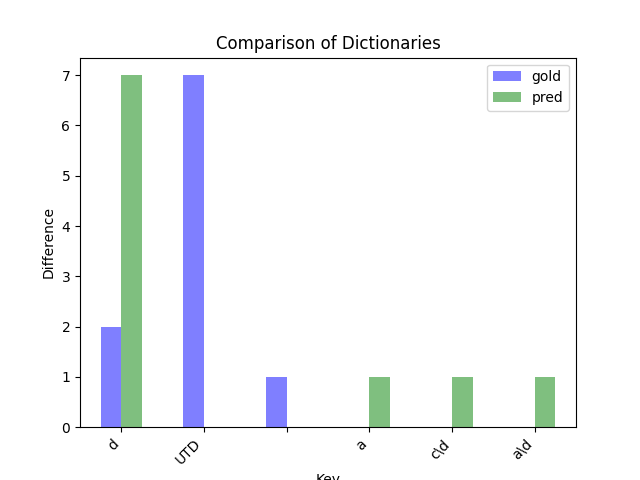 Comparison of Dictionaries
gold
pred
Difference
7
6
5
4
3
2
1
0
d
UTD
a
c\d
a\d
Key